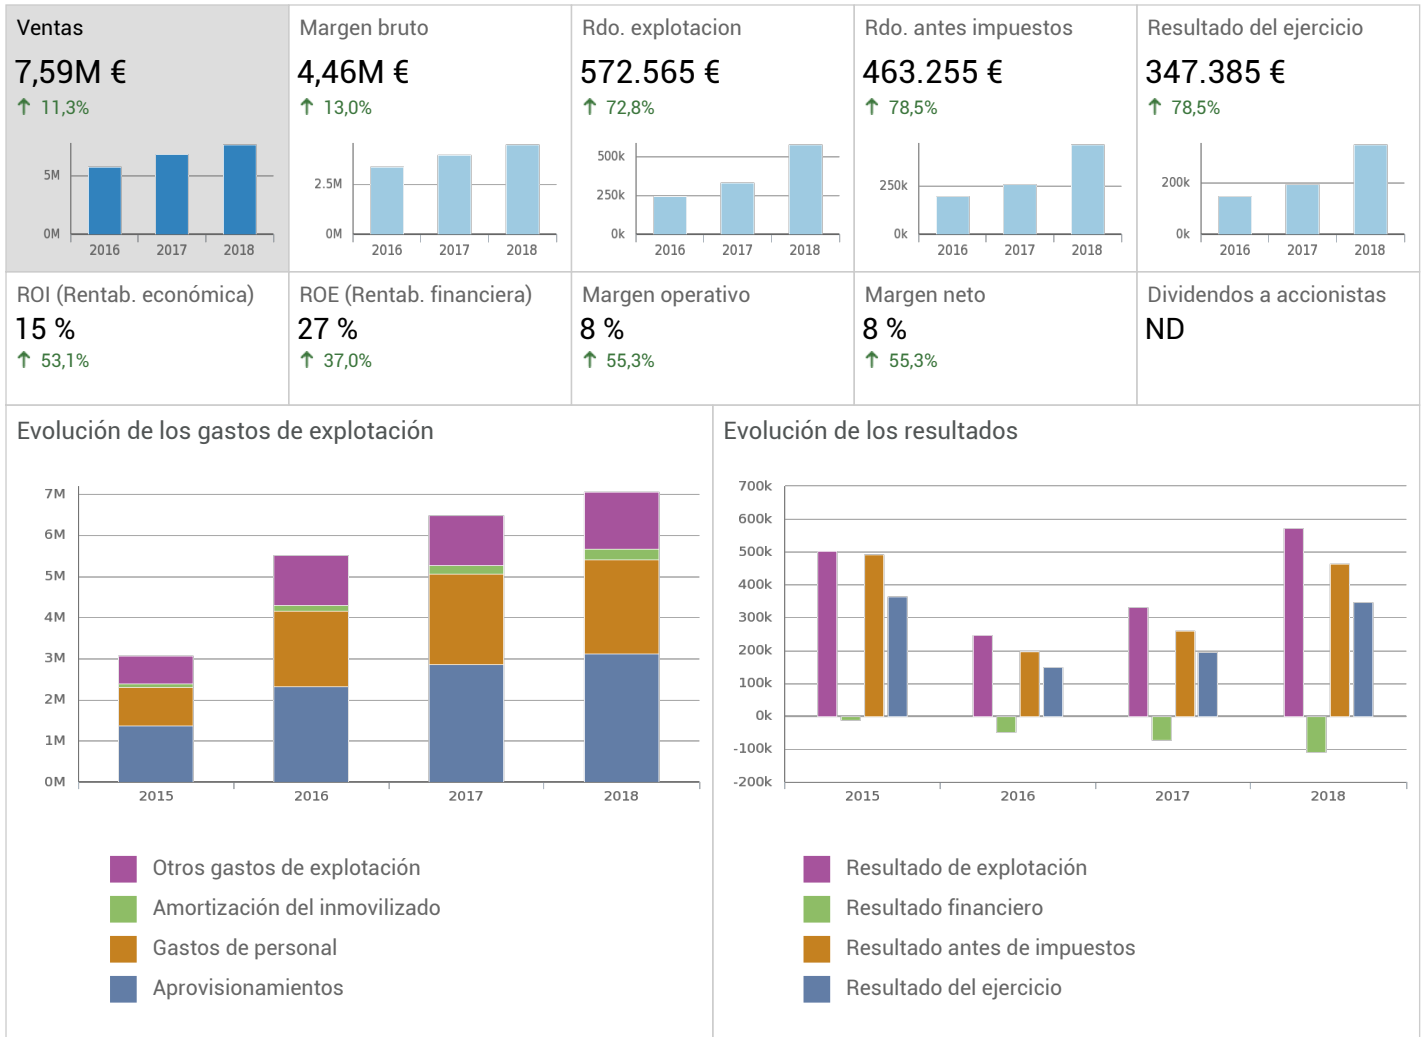 Ventas
7,59M €
11,3%
5M
0M
2016 2017 2018
Margen bruto
4,46M €
13,0%
2.5M
0M
2016 2017 2018
Rdo. explotacion
572.565 €
72,8%
500k
250k
0k
2016 2017 2018
Rdo. antes impuestos
463.255 €
78,5%
250k
0k
2016 2017 2018
Resultado del ejercicio
347.385 €
78,5%
200k
0k
2016 2017 2018
ROI (Rentab. económica)
15 %
53,1%
ROE (Rentab. financiera)
27 %
37,0%
Margen operativo
8 %
55,3%
Margen neto
8 %
55,3%
Dividendos a accionistas
ND
Evolución de los gastos de explotación
7M
6M
5M
4M
3M
2M
1M
0M
2015 2016 2017 2018
Otros gastos de explotación
Amortización del inmovilizado
Gastos de personal
Aprovisionamientos
Evolución de los resultados
700k
600k
500k
400k
300k
200k
100k
0k
-100k
-200k
2015 2016 2017 2018
Resultado de explotación
Resultado financiero
Resultado antes de impuestos
Resultado del ejercicio